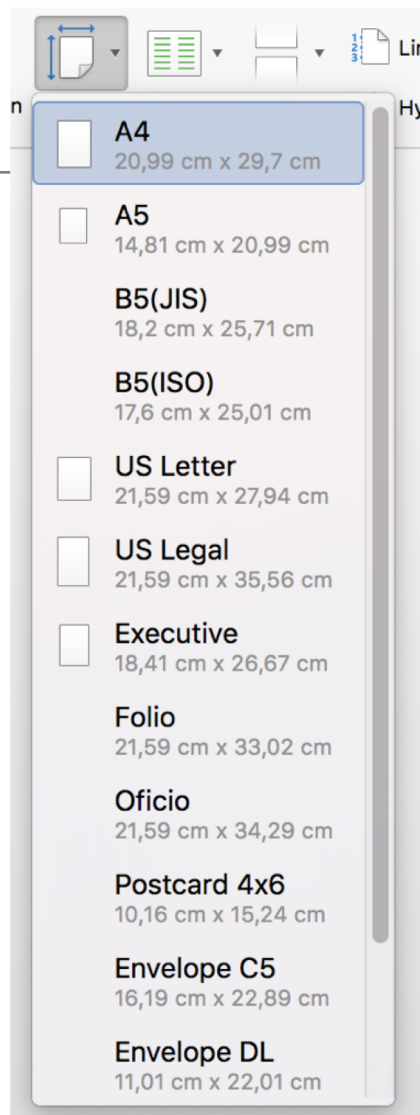 1
2
3
Lin
n
Hy
A4
20,99 cm x 29,7 cm
A5
14,81 cm x 20,99 cm
B5(JIS)
18,2 cm x 25,71 cm
B5(ISO)
17,6 cm x 25,01 cm
US Letter
21,59 cm x 27,94 cm
US Legal
21,59 cm x 35,56 cm
Executive
18,41 cm x 26,67 cm
Folio
21,59 cm x 33,02 cm
Oficio
21,59 cm x 34,29 cm
Postcard 4x6
10,16 cm x 15,24 cm
Envelope C5
16,19 cm x 22,89 cm
Envelope DL
11,01 cm x 22,01 cm